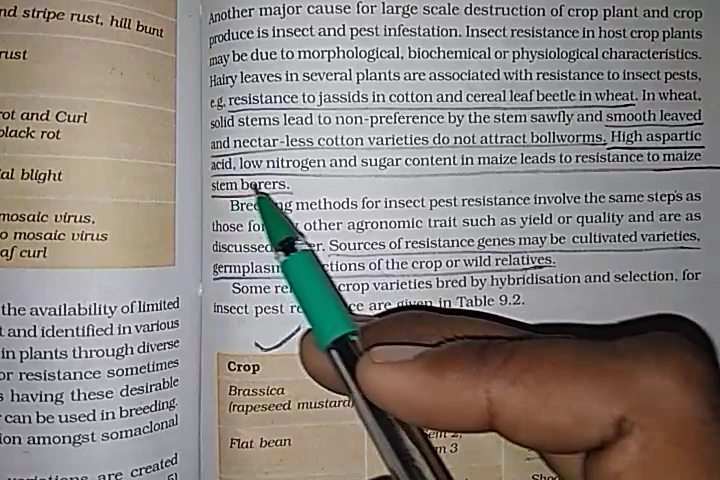 nd stripe rust, hill bunt
rust
rot and Curl
black rot
al blight
mosaic virus,
o mosaic virus
af curl
the availability of limited
t and identified in various
in plants through diverse
or resistance sometimes
s having these desirable
can be used in breeding.
ion amongst somaclonal
are created
Another major cause for large scale destruction of crop plant and crop
produce is insect and pest infestation. Insect resistance in host crop plants
may be due to morphological, biochemical or physiological characteristics.
Hairy leaves in several plants are associated with resistance to insect pests,
e.g, resistance to jassids in cotton and cereal leaf beetle in wheat. In wheat,
solid stems lead to non-preference by the stem sawfly and smooth leaved
and nectar-less cotton varieties do not attract bollworms. High aspartic
acid, low nitrogen and sugar content in maize leads to resistance to maize
stem borers.
Breeding methods for insect pest resistance involve the same steps as
those for other agronomic trait such as yield or quality and are as
discussed er. Sources of resistance genes may be cultivated varieties,
germplasm ctions of the crop or wild relatives.
Some re crop varieties bred by hybridisation and selection, for
insect pest re ce are given in Table 9.2.
Crop
Brassica
(rapeseed mustard)
Flat bean
em 2,
m 3